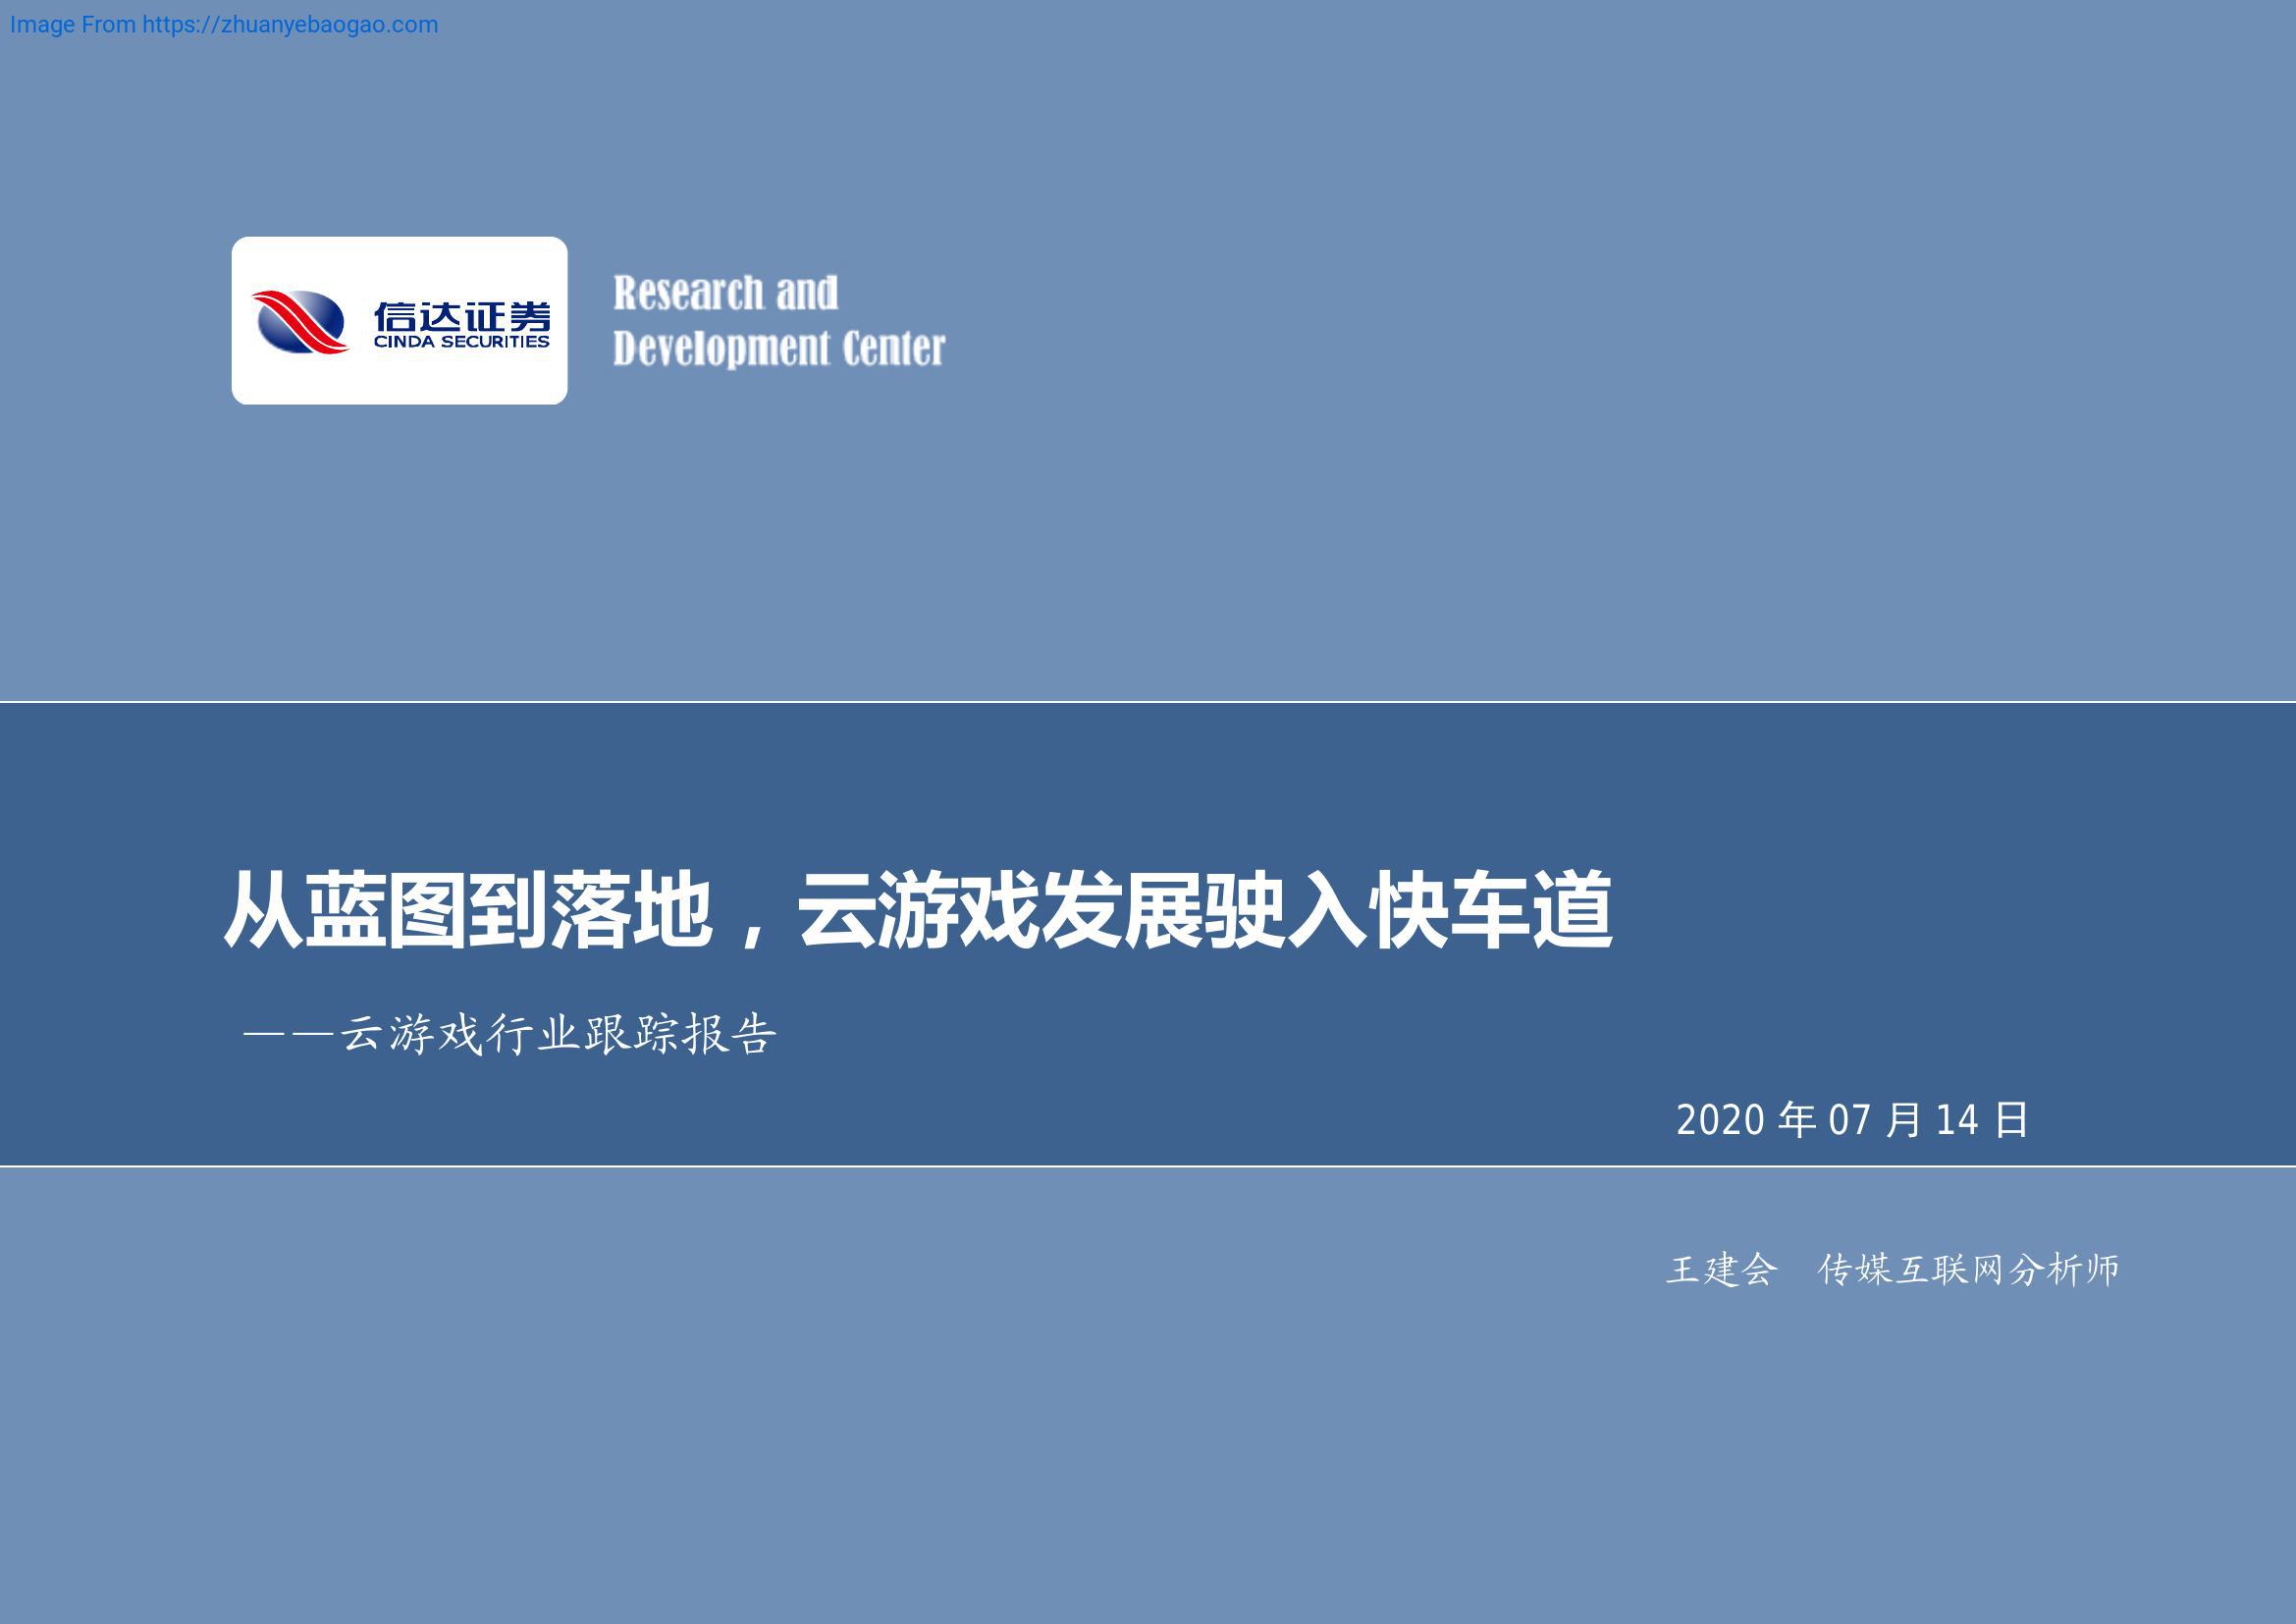 Image From https://zhuanyebaogao.com
信达证券
CINDA SECURITIES
Research and
Development Center
从蓝图到落地，云游戏发展驶入快车道
——云游戏行业跟踪报告
2020 年 07 月 14 日
王建会 传媒互联网分析师